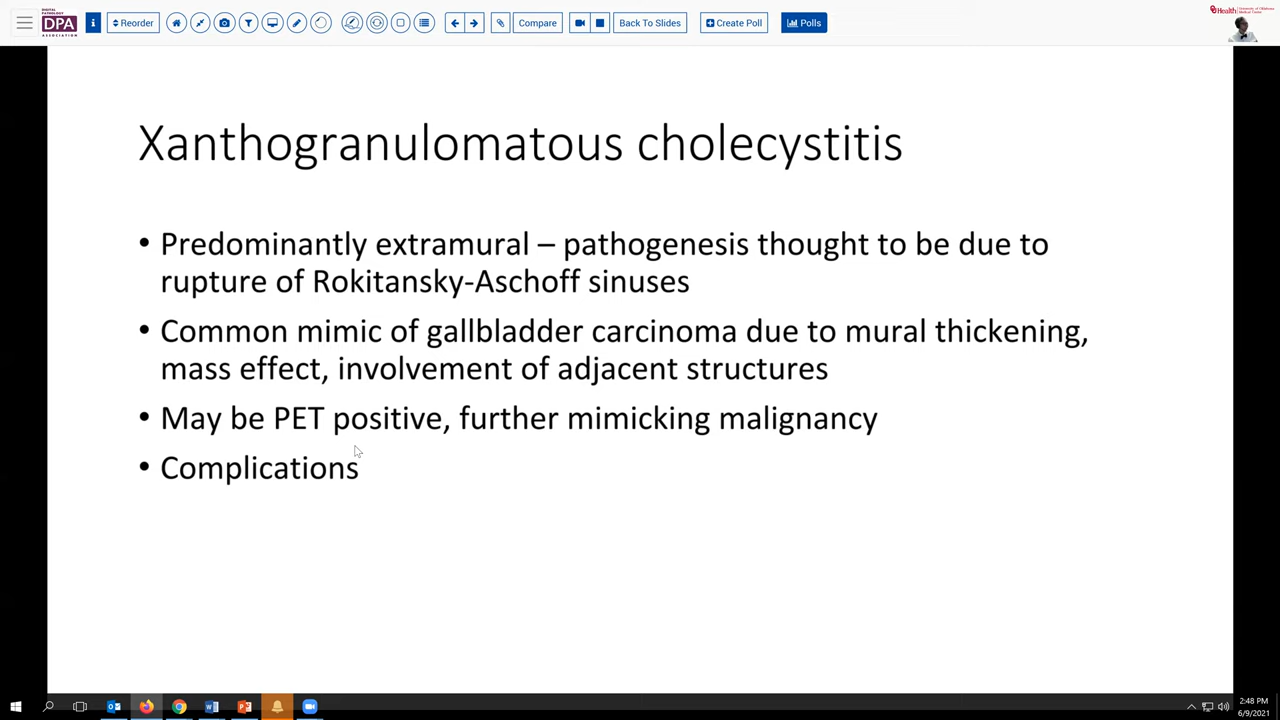 DIGITAL PATHOLOGY
DPA
ASSOCIATION
Reorder
Compare
Back To Slides
Create Poll
Polls
Health
Xanthogranulomatous cholecystitis
• Predominantly extramural – pathogenesis thought to be due to
rupture of Rokitansky-Aschoff sinuses
• Common mimic of gallbladder carcinoma due to mural thickening,
mass effect, involvement of adjacent structures
• May be PET positive, further mimicking malignancy
• Complications
2:48 PM
6/9/2021